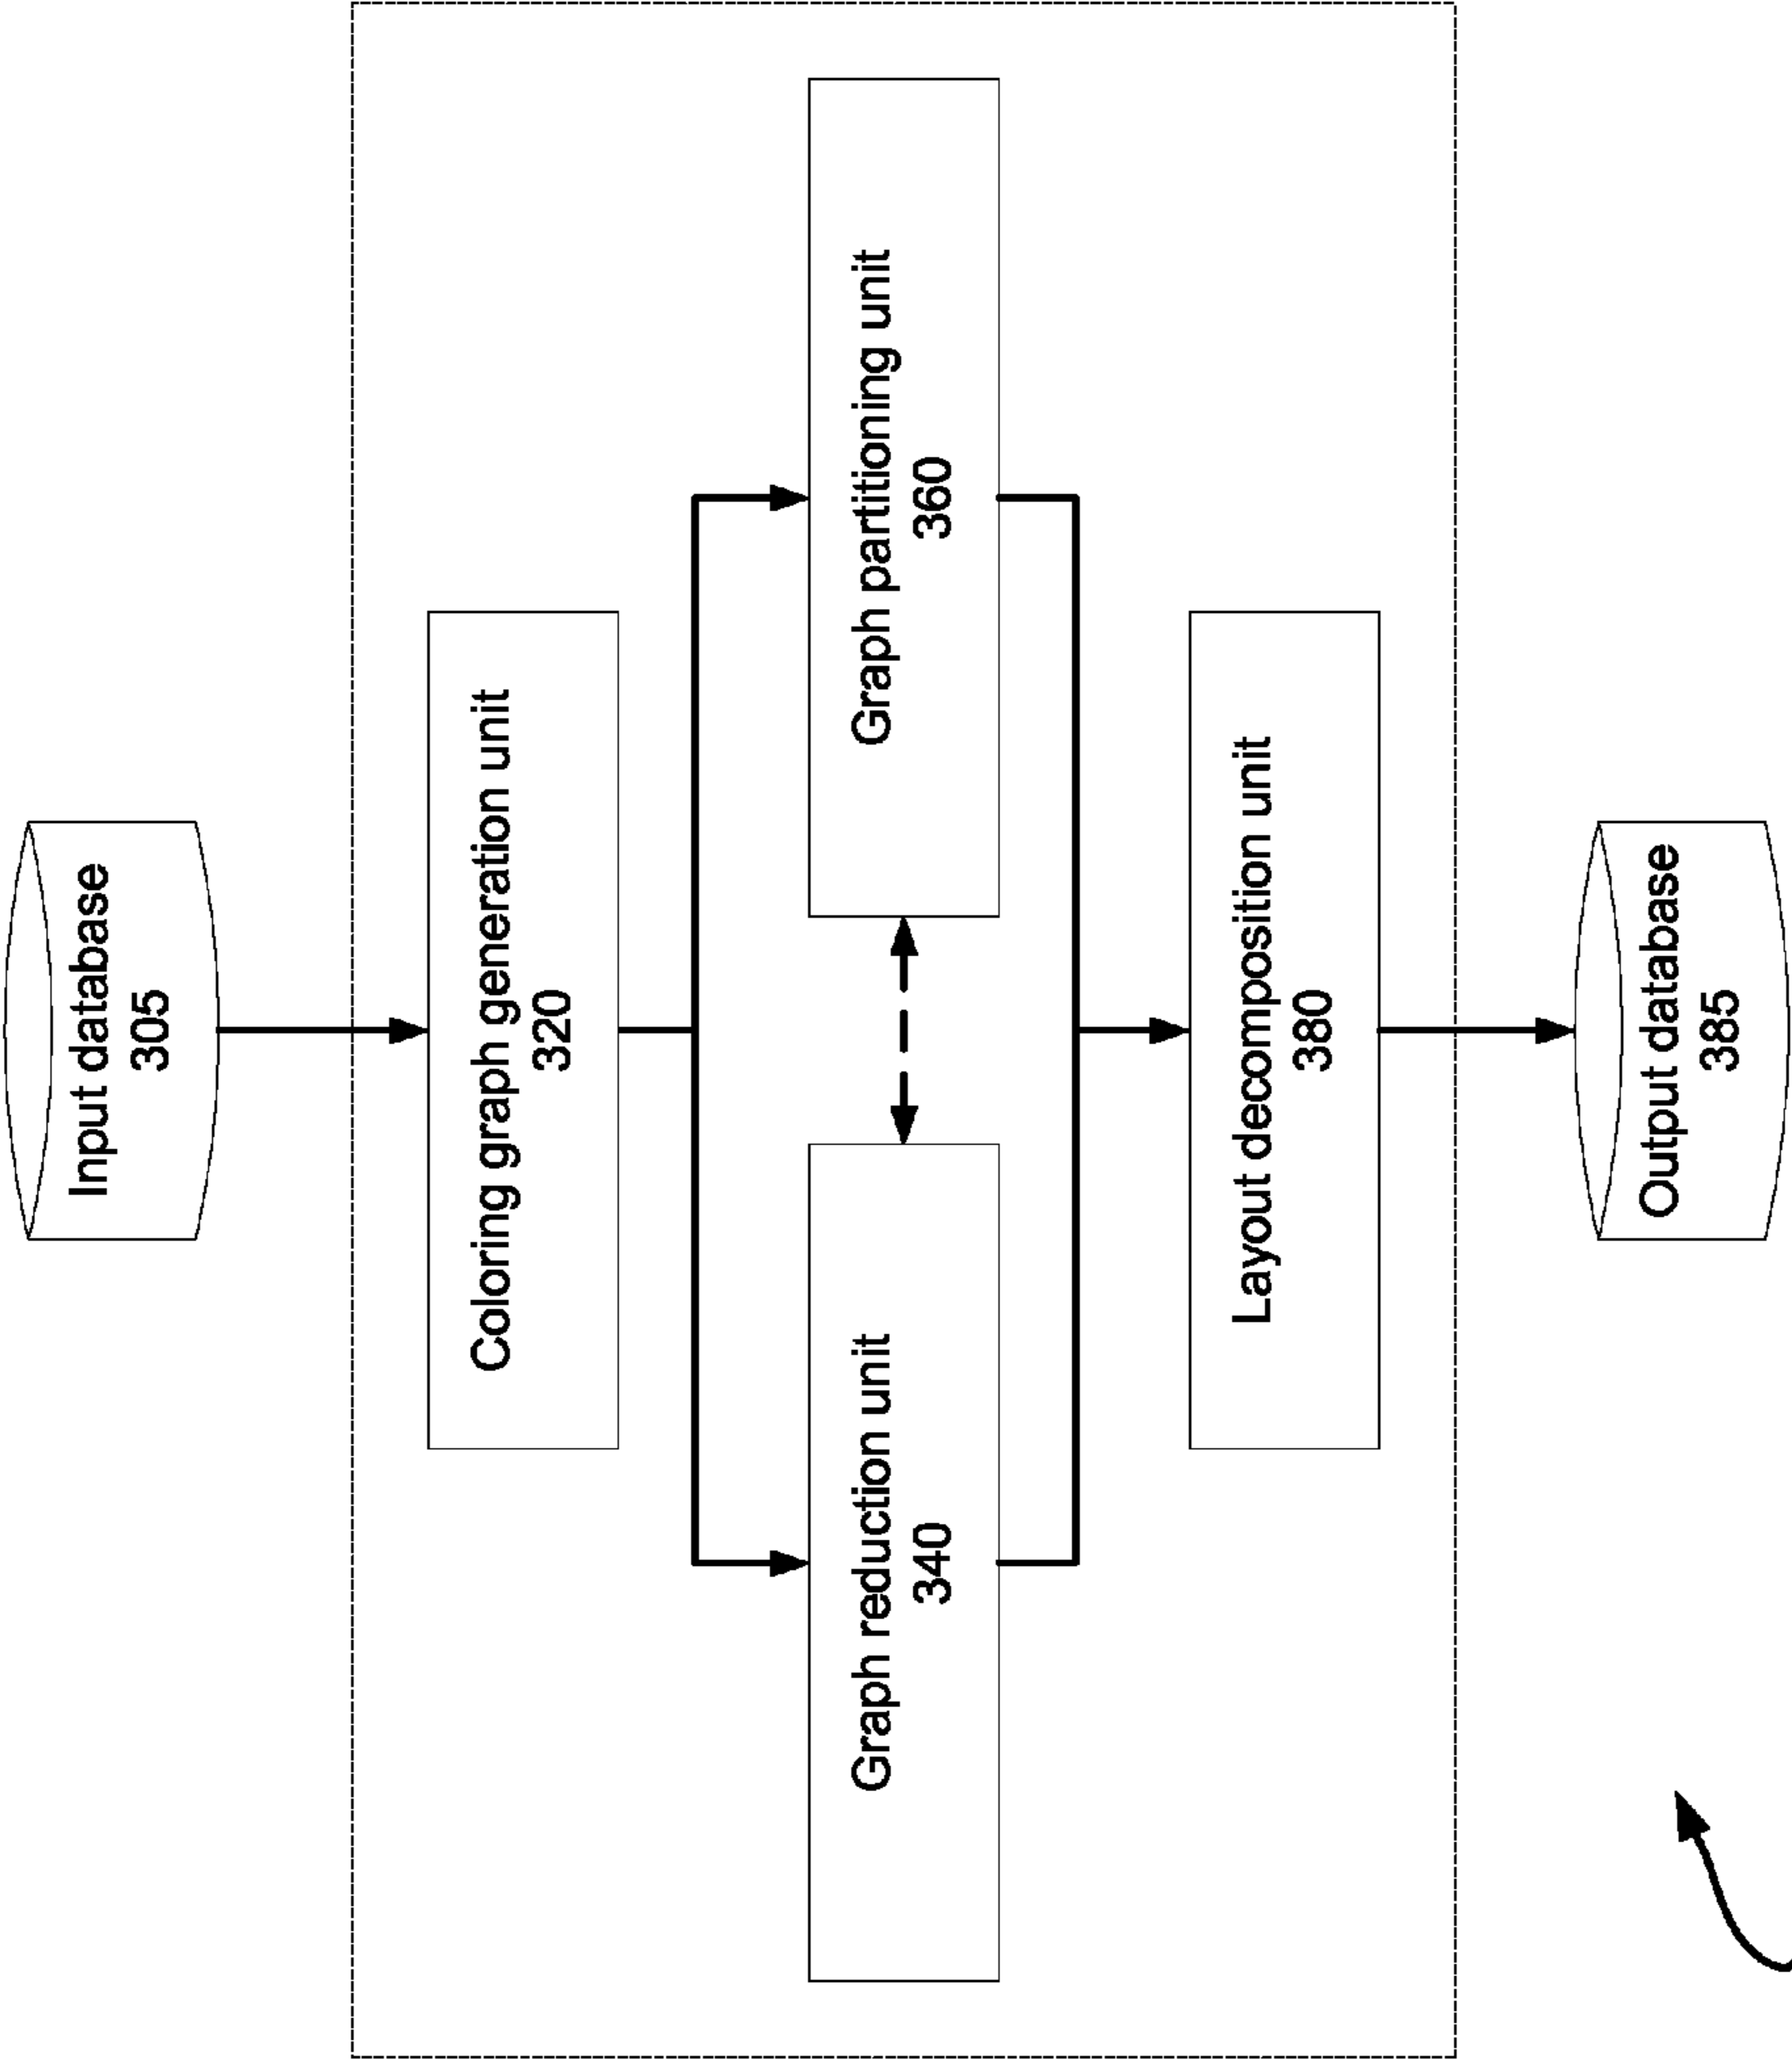 Input database
305
Coloring graph generation unit
320
Graph reduction unit
340
Graph partitioning unit
360
Layout decomposition unit
380
Output database
385